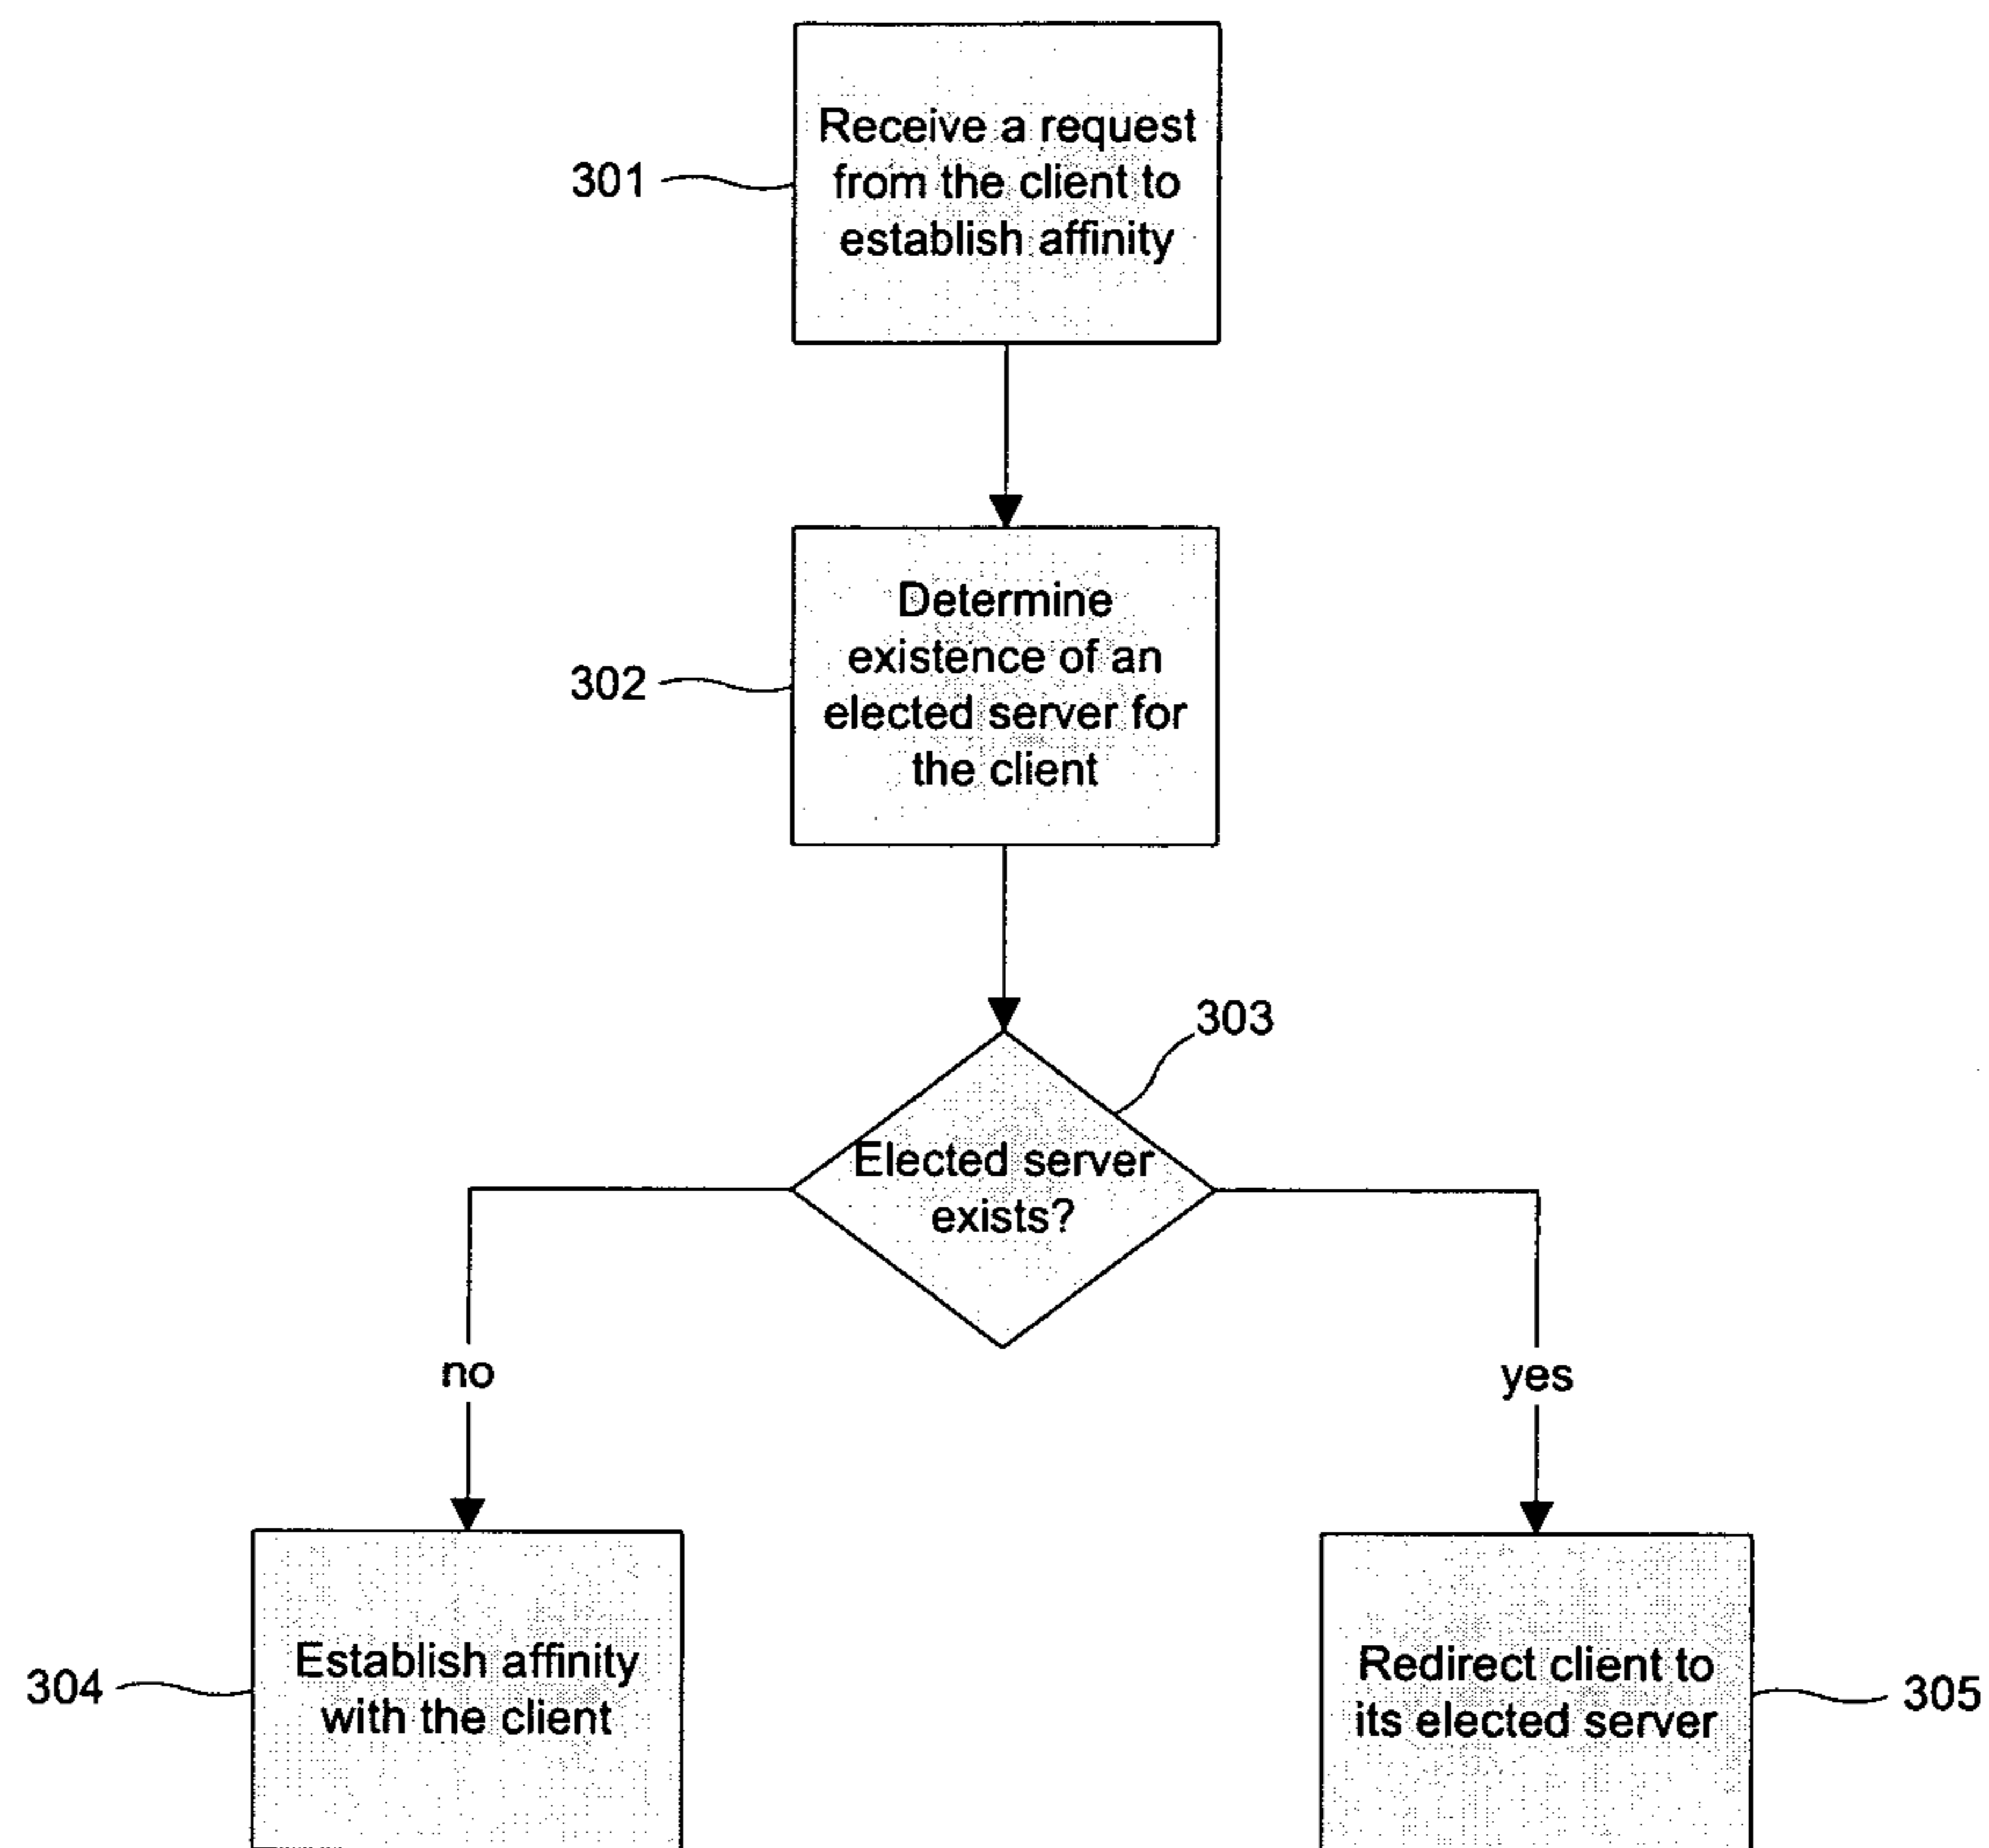 Receive a request
from the client to
establish affinity
301
Determine
existence of an
elected server for
the client
302
303
Elected server
exists?
no
yes
Establish affinity
with the client
304
Redirect client to
its elected server
305